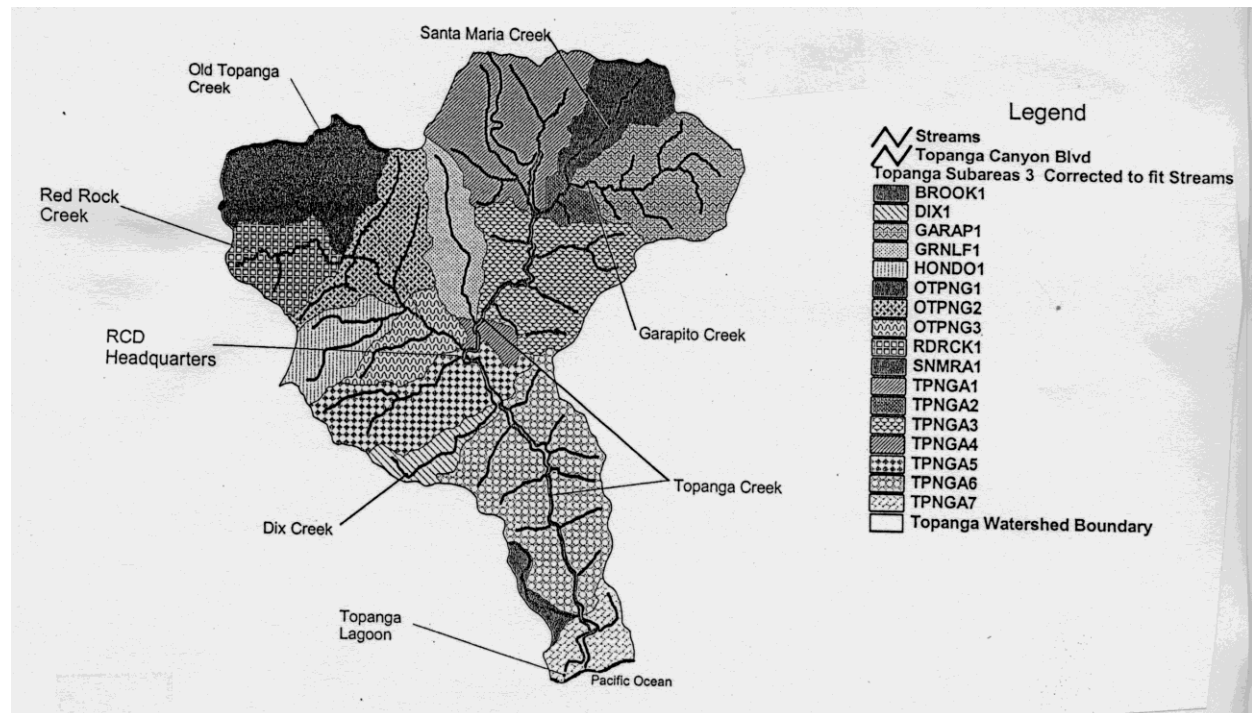 Santa Maria Creek
Old Topanga
Creek
Red Rock
Creek
RCD
Headquarters
Garapito Creek
Topanga Creek
Dix Creek
Topanga
Lagoon
Pacific Ocean
Legend
Streams
Topanga Canyon Blvd
Topanga Subareas 3 Corrected to fit Streams
BROOK1
DIX1
GARAP1
GRNLF1
HONDO1
OTPNG1
OTPNG2
OTPNG3
RDRCK1
SNMRA1
TPNGA1
TPNGA2
TPNGA3
TPNGA4
TPNGA5
TPNGA6
TPNGA7
Topanga Watershed Boundary